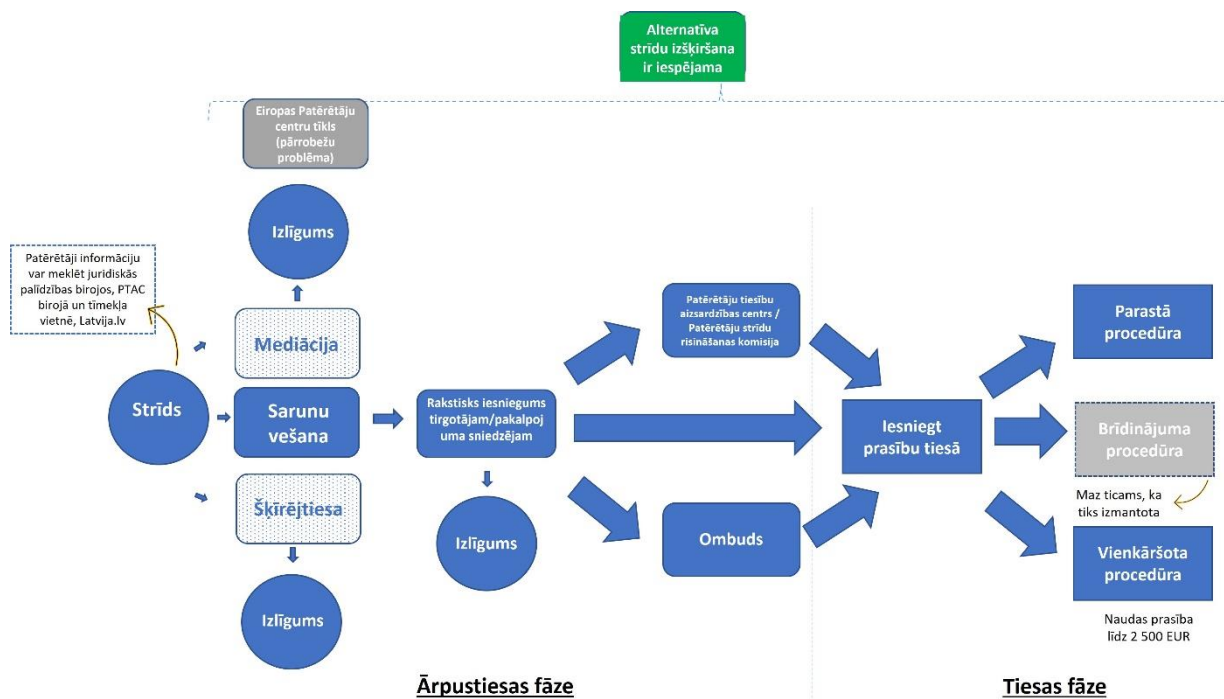 Alternatīva
strīdu izšķiršana
ir iespējama
Eiropas Patērētāju
centru tīkls
(pārrobežu
problēma)
Izlīgums
Patērētāji informāciju
var meklēt juridiskās
palīdzības birojos, PTAC
birojā un tīmekļa
vietnē, Latvija.lv
Mediācija
Strīds
Sarunu
vešana
Šķīrējtiesa
Izlīgums
Rakstisks iesniegums
tirgotājam/pakalpoj
uma sniedzējam
Izlīgums
Patērētāju tiesību
aizsardzības centrs /
Patērētāju strīdu
risināšanas komisija
Ombuds
Iesniegt
prasību tiesā
Parastā
procedūra
Brīdinājuma
procedūra
Maz ticams, ka
tiks izmantota
Vienkāršota
procedūra
Naudas prasība
līdz 2 500 EUR
Ārpustiesas fāze
Tiesas fāze